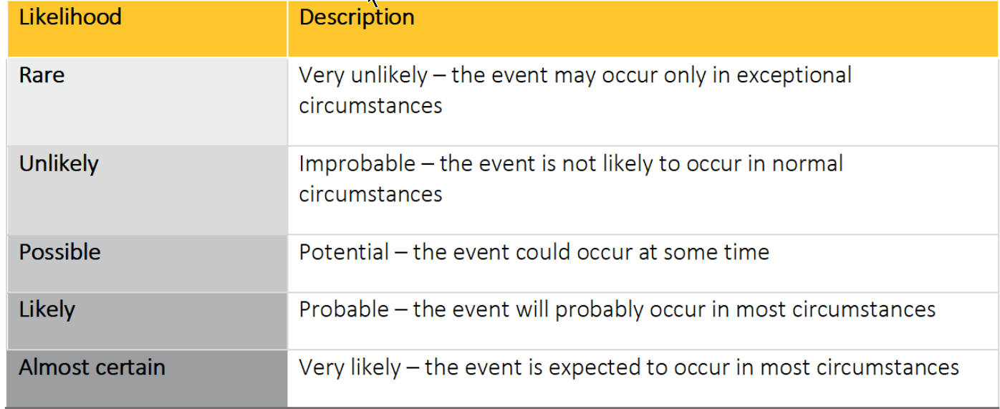 Likelihood
Description
Rare
Very unlikely – the event may occur only in exceptional
circumstances
Unlikely
Improbable – the event is not likely to occur in normal
circumstances
Possible
Potential – the event could occur at some time
Likely
Probable – the event will probably occur in most circumstances
Almost certain
Very likely – the event is expected to occur in most circumstances